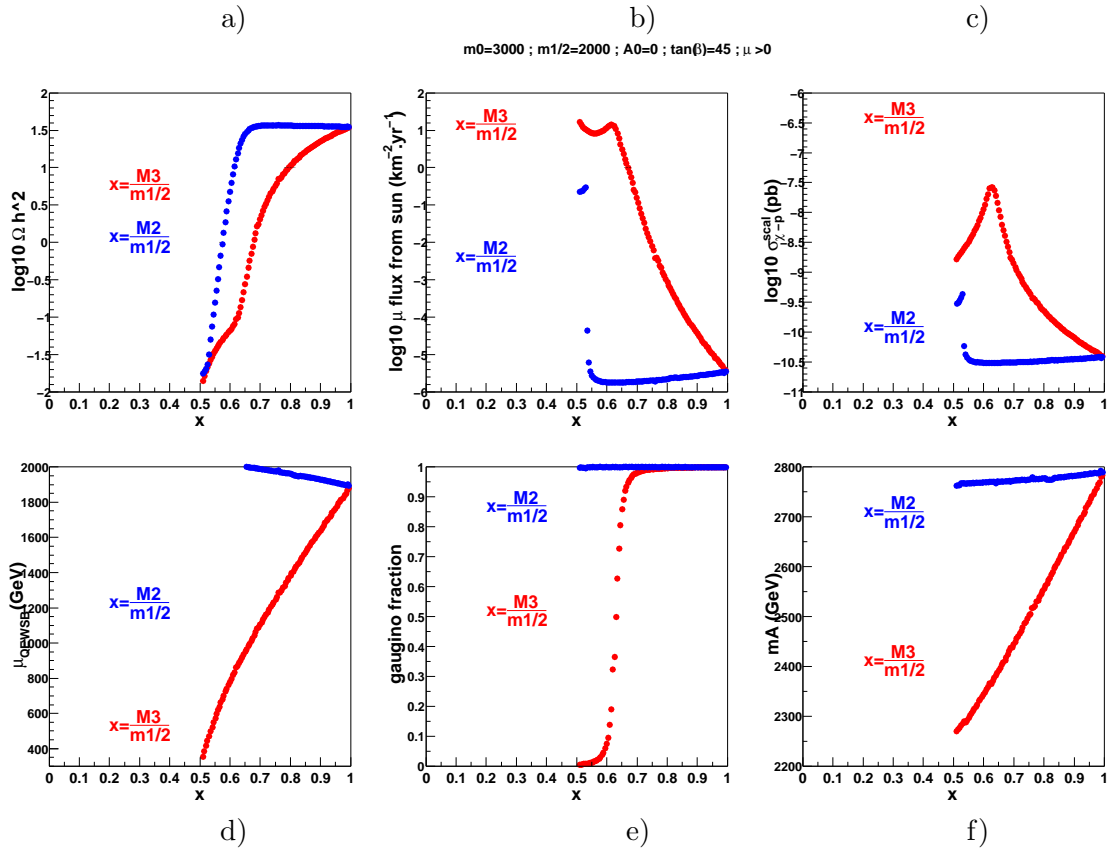 a) b) c)
m0=3000 ; m1/2=2000 ; A0=0 ; tan(β)=45 ; μ >0
log10 Ω h^2
2
1.5
1
0.5
0
−0.5
−1
−1.5
−2
x=M3/m1/2
x=M2/m1/2
0 0.1 0.2 0.3 0.4 0.5 0.6 0.7 0.8 0.9 1
x
log10 μ flux from sun (km−2.yr−1)
2
1
0
−1
−2
−3
−4
−5
−6
x=M3/m1/2
x=M2/m1/2
0 0.1 0.2 0.3 0.4 0.5 0.6 0.7 0.8 0.9 1
x
log10 σ scal χ−p (pb)
−6
−6.5
−7
−7.5
−8
−8.5
−9
−9.5
−10
−10.5
−11
x=M3/m1/2
x=M2/m1/2
0 0.1 0.2 0.3 0.4 0.5 0.6 0.7 0.8 0.9 1
x
μQEWSB (GeV)
2000
1800
1600
1400
1200
1000
800
600
400
x=M2/m1/2
x=M3/m1/2
0 0.1 0.2 0.3 0.4 0.5 0.6 0.7 0.8 0.9 1
x
gaugino fraction
1
0.9
0.8
0.7
0.6
0.5
0.4
0.3
0.2
0.1
0
x=M2/m1/2
x=M3/m1/2
0 0.1 0.2 0.3 0.4 0.5 0.6 0.7 0.8 0.9 1
x
mA (GeV)
2800
2700
2600
2500
2400
2300
2200
x=M2/m1/2
x=M3/m1/2
0 0.1 0.2 0.3 0.4 0.5 0.6 0.7 0.8 0.9 1
x
d) e) f)